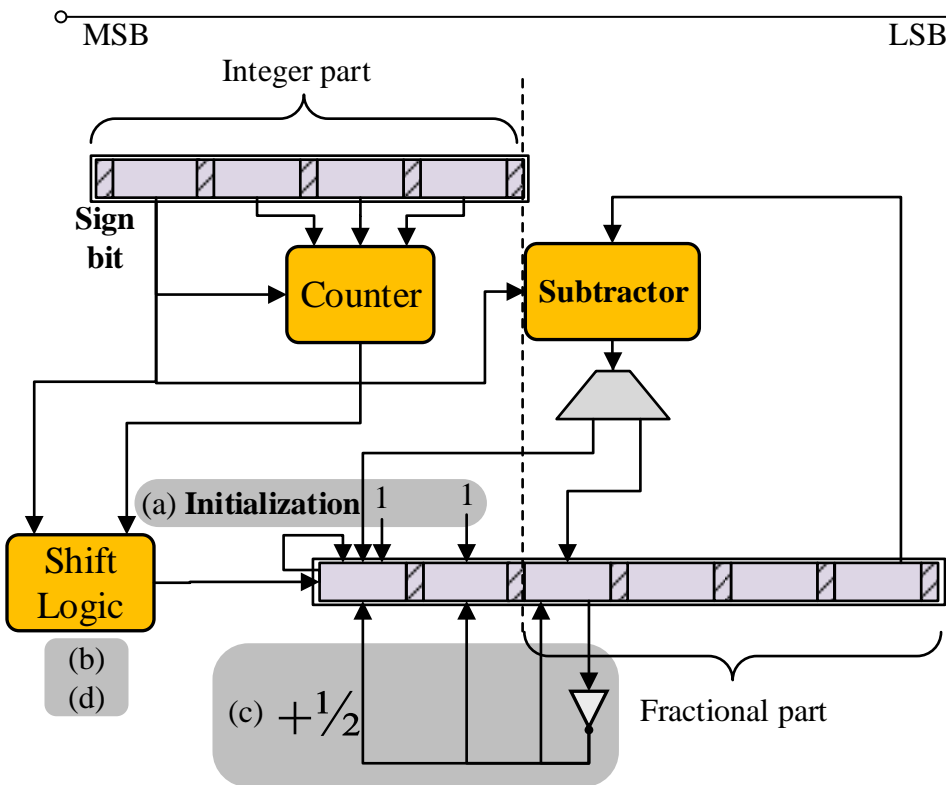 MSB
LSB
Integer part
Sign
bit
Counter
Subtractor
(a) Initialization
1
1
Shift
Logic
(b)
(d)
(c) +½
Fractional part